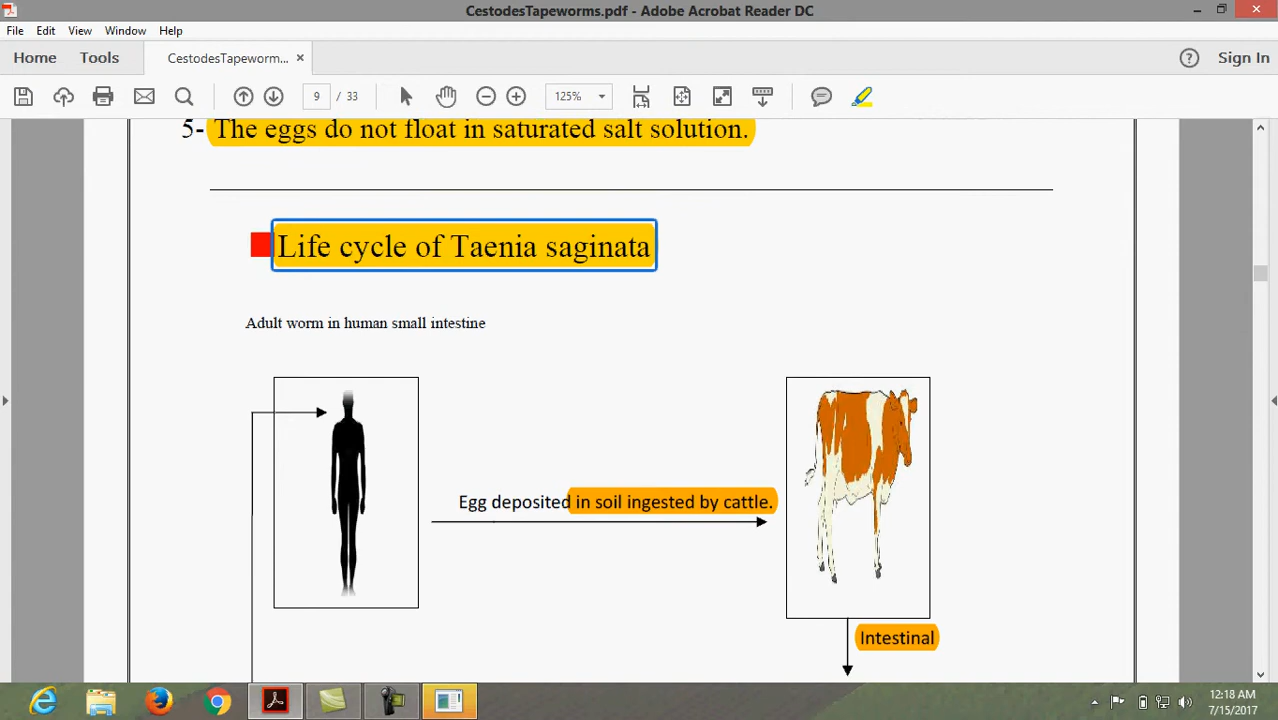 CestodesTapeworms.pdf - Adobe Acrobat Reader DC
File Edit View Window Help
Home Tools CestodesTapeworm... × Sign In
9 / 33 125%
5- The eggs do not float in saturated salt solution.
Life cycle of Taenia saginata
Adult worm in human small intestine
Egg deposited in soil ingested by cattle.
Intestinal
12:18 AM
7/15/2017